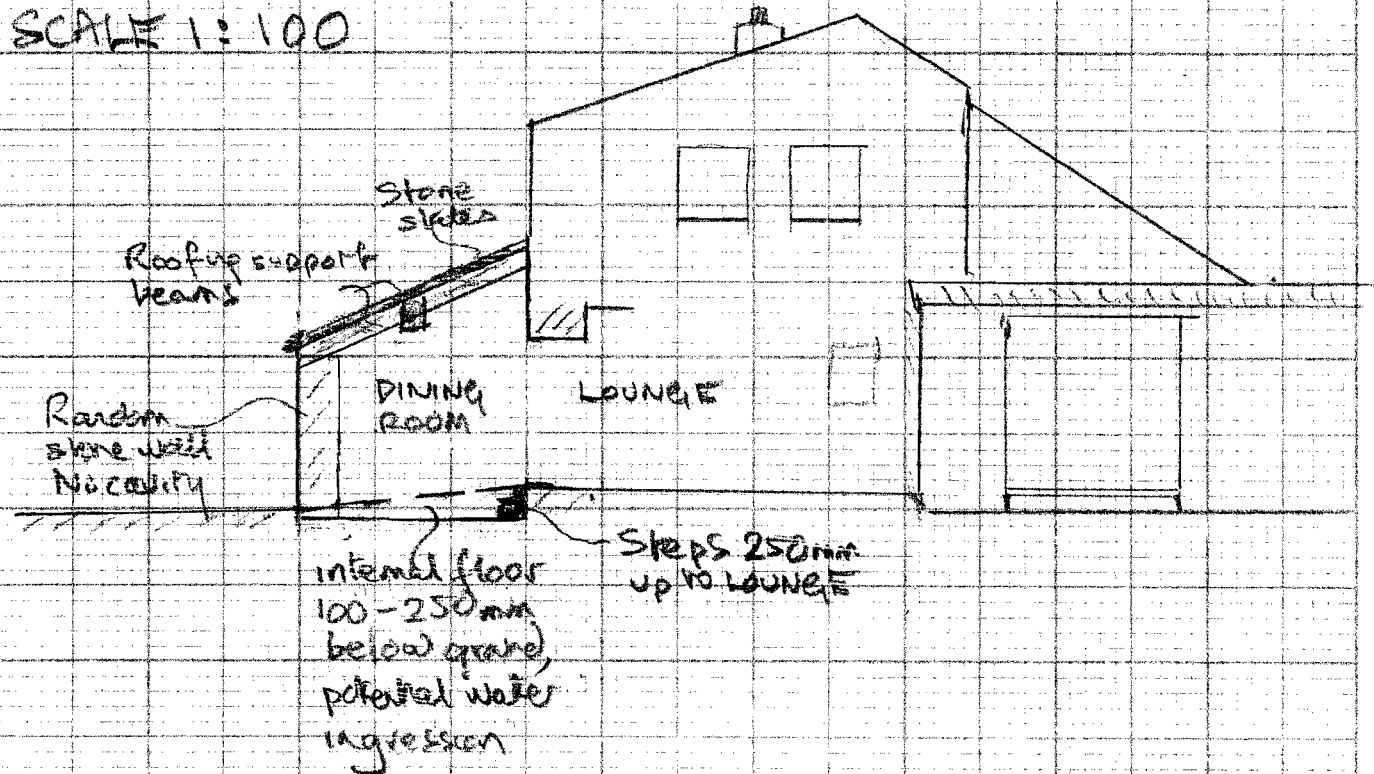 SCALE 1:100
Stone
slates
Roofing support
beams
DINING
ROOM
LOUNGE
Random
stone wall
No cavity
Steps 250mm
up to LOUNGE
internal floor
100-250mm
below grane,
potential water
ingression